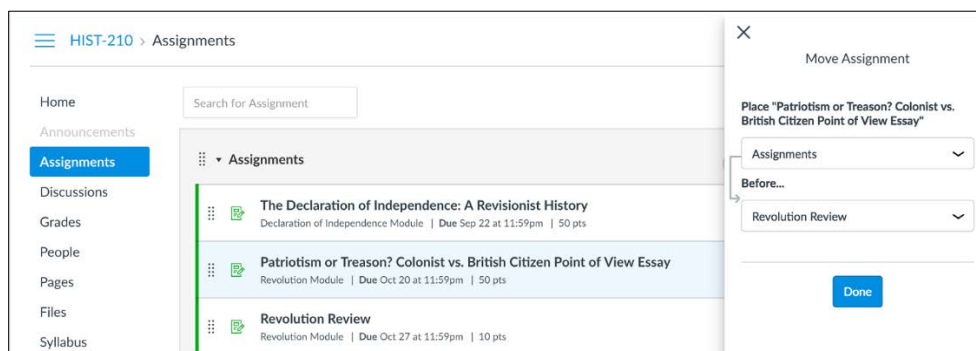 HIST-210 > Assignments
Home
Announcements
Assignments
Discussions
Grades
People
Pages
Files
Syllabus
Search for Assignment
Assignments
The Declaration of Independence: A Revisionist History
Declaration of Independence Module | Due Sep 22 at 11:59pm | 50 pts
Patriotism or Treason? Colonist vs. British Citizen Point of View Essay
Revolution Module | Due Oct 20 at 11:59pm | 50 pts
Revolution Review
Revolution Module | Due Oct 27 at 11:59pm | 10 pts
Move Assignment
Place "Patriotism or Treason? Colonist vs.
British Citizen Point of View Essay"
Assignments
Before...
Revolution Review
Done